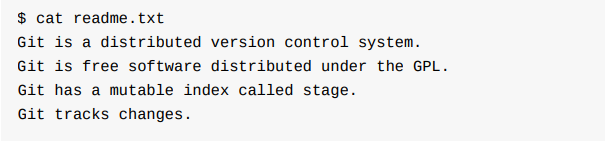 $ cat readme.txt
Git is a distributed version control system.
Git is free software distributed under the GPL.
Git has a mutable index called stage.
Git tracks changes.